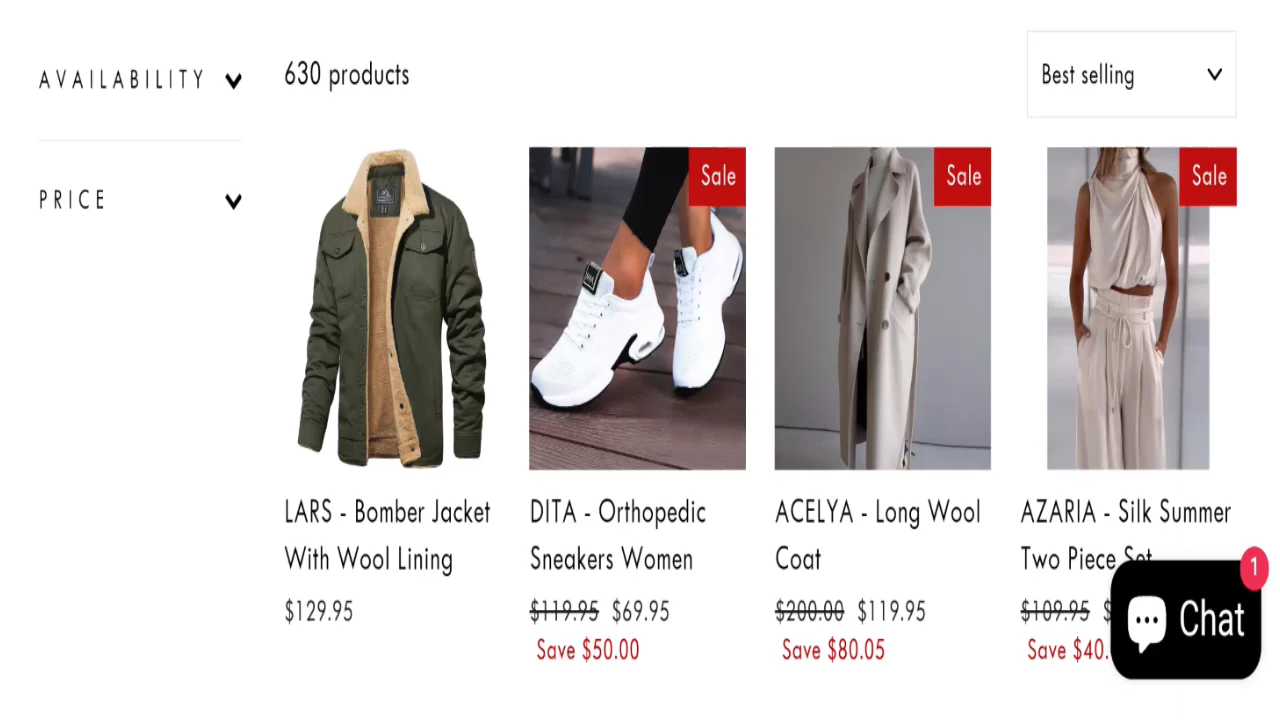 AVAILABILITY
PRICE
630 products
Best selling
Sale
Sale
Sale
LARS - Bomber Jacket
With Wool Lining
$129.95
DITA - Orthopedic
Sneakers Women
$119.95 $69.95
Save $50.00
ACELYA - Long Wool
Coat
$200.00 $119.95
Save $80.05
AZARIA - Silk Summer
Two Piece Set
$109.95 $
Save $40.
1
Chat